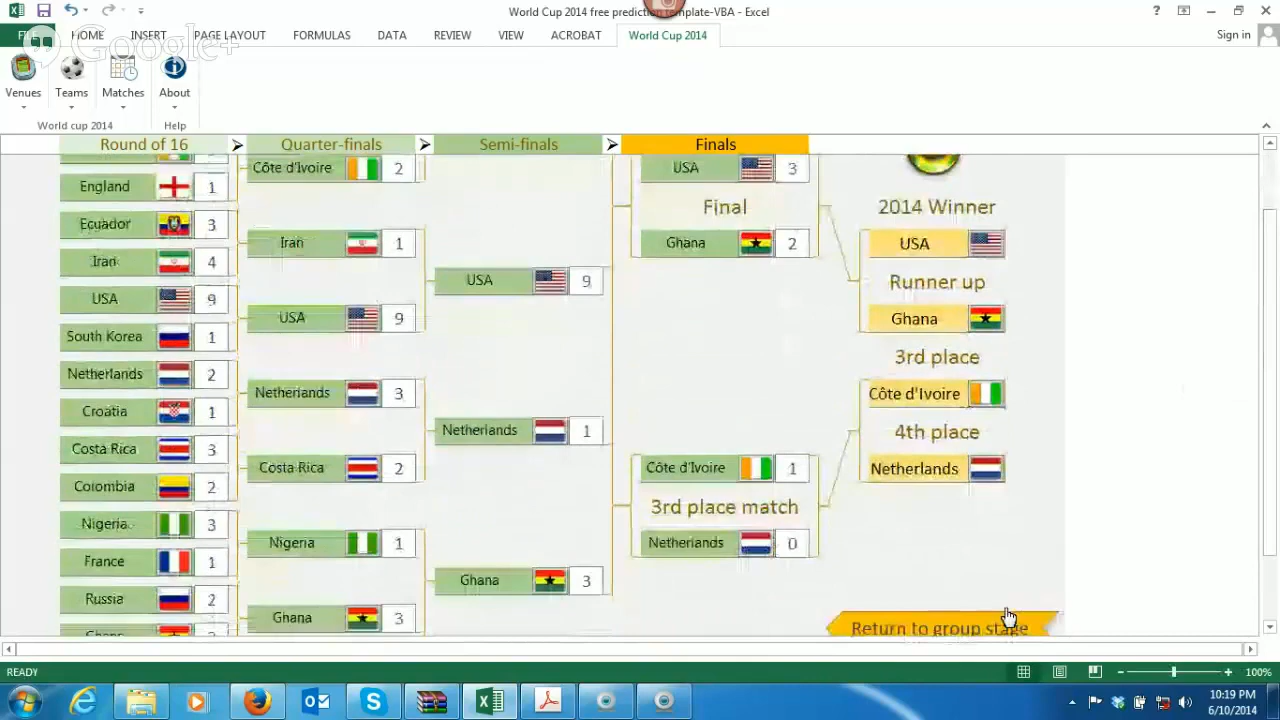 World Cup 2014 free prediction template-VBA - Excel
FILE HOME INSERT PAGE LAYOUT FORMULAS DATA REVIEW VIEW ACROBAT World Cup 2014 Sign in
Google+
Venues Teams Matches About
World cup 2014 Help
Round of 16 Quarter-finals Semi-finals Finals
Côte d'Ivoire 2 USA 3
England 1
Final 2014 Winner
Ecuador 3
Iran 1 Ghana 2 USA
Iran 4
USA 9 Runner up
USA 9
USA 9 Ghana
South Korea 1
3rd place
Netherlands 2
Netherlands 3 Côte d'Ivoire
Croatia 1
Netherlands 1 4th place
Costa Rica 3
Costa Rica 2 Côte d'Ivoire 1 Netherlands
Colombia 2
3rd place match
Nigeria 3
Nigeria 1 Netherlands 0
France 1
Ghana 3
Russia 2
Ghana 3
Return to group stage
READY 100%
10:19 PM
6/10/2014